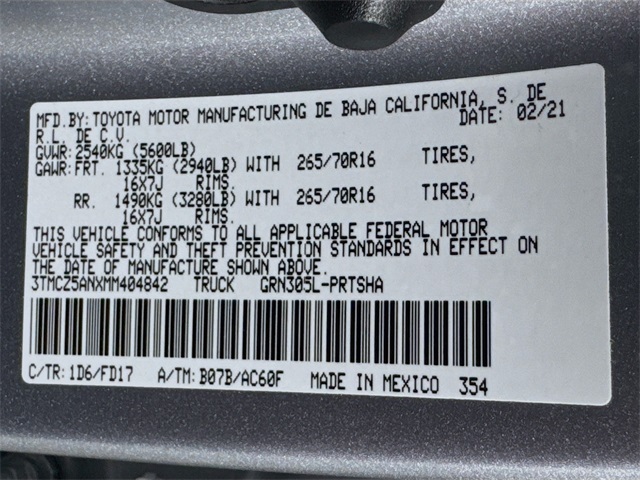 MFD.BY: TOYOTA MOTOR MANUFACTURING DE BAJA CALIFORNIA, S. DE
R.L. DE C.V. DATE: 02/21
GVWR: 2540KG (5600LB)
GAWR: FRT. 1335KG (2940LB) WITH 265/70R16 TIRES,
16X7J RIMS.
RR. 1490KG (3280LB) WITH 265/70R16 TIRES,
16X7J RIMS.
THIS VEHICLE CONFORMS TO ALL APPLICABLE FEDERAL MOTOR
VEHICLE SAFETY AND THEFT PREVENTION STANDARDS IN EFFECT ON
THE DATE OF MANUFACTURE SHOWN ABOVE.
3TMCZ5ANXMM404842 TRUCK GRN305L-PRTSHA
C/TR: 1D6/FD17 A/TM: B07B/AC60F MADE IN MEXICO 354